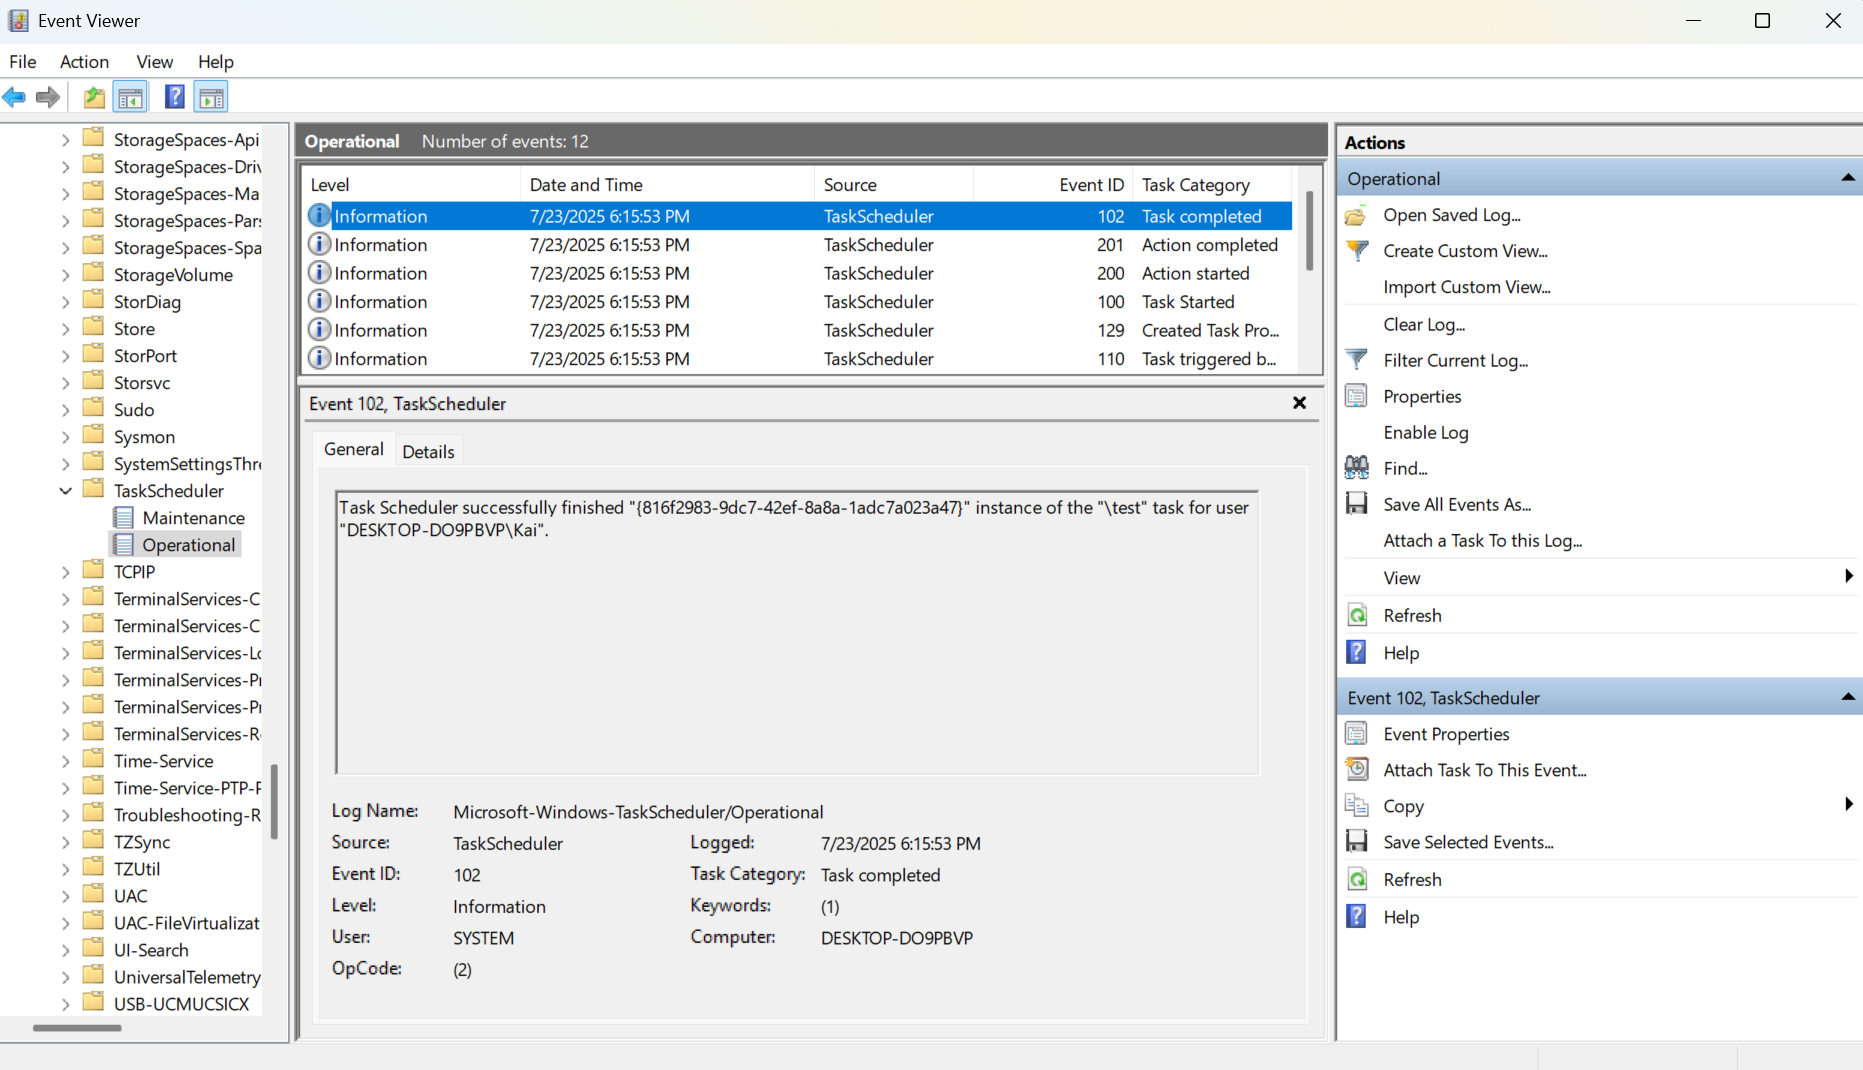 Event Viewer
File Action View Help
StorageSpaces-Api
StorageSpaces-Driv
StorageSpaces-Ma
StorageSpaces-Pars
StorageSpaces-Spa
StorageVolume
StorDiag
Store
StorPort
Storsvc
Sudo
Sysmon
SystemSettingsThre
TaskScheduler
Maintenance
Operational
TCPIP
TerminalServices-C
TerminalServices-C
TerminalServices-Lo
TerminalServices-Pr
TerminalServices-Pr
TerminalServices-R
Time-Service
Time-Service-PTP-F
Troubleshooting-R
TZSync
TZUtil
UAC
UAC-FileVirtualizat
UI-Search
UniversalTelemetry
USB-UCMUCSICX
Operational Number of events: 12
Level Date and Time Source Event ID Task Category
Information 7/23/2025 6:15:53 PM TaskScheduler 102 Task completed
Information 7/23/2025 6:15:53 PM TaskScheduler 201 Action completed
Information 7/23/2025 6:15:53 PM TaskScheduler 200 Action started
Information 7/23/2025 6:15:53 PM TaskScheduler 100 Task Started
Information 7/23/2025 6:15:53 PM TaskScheduler 129 Created Task Pro...
Information 7/23/2025 6:15:53 PM TaskScheduler 110 Task triggered b...
Event 102, TaskScheduler
General Details
Task Scheduler successfully finished "{816f2983-9dc7-42ef-8a8a-1adc7a023a47}" instance of the "\test" task for user
"DESKTOP-DO9PBVP\Kai".
Log Name: Microsoft-Windows-TaskScheduler/Operational
Source: TaskScheduler Logged: 7/23/2025 6:15:53 PM
Event ID: 102 Task Category: Task completed
Level: Information Keywords: (1)
User: SYSTEM Computer: DESKTOP-DO9PBVP
OpCode: (2)
Actions
Operational
Open Saved Log...
Create Custom View...
Import Custom View...
Clear Log...
Filter Current Log...
Properties
Enable Log
Find...
Save All Events As...
Attach a Task To this Log...
View
Refresh
Help
Event 102, TaskScheduler
Event Properties
Attach Task To This Event...
Copy
Save Selected Events...
Refresh
Help